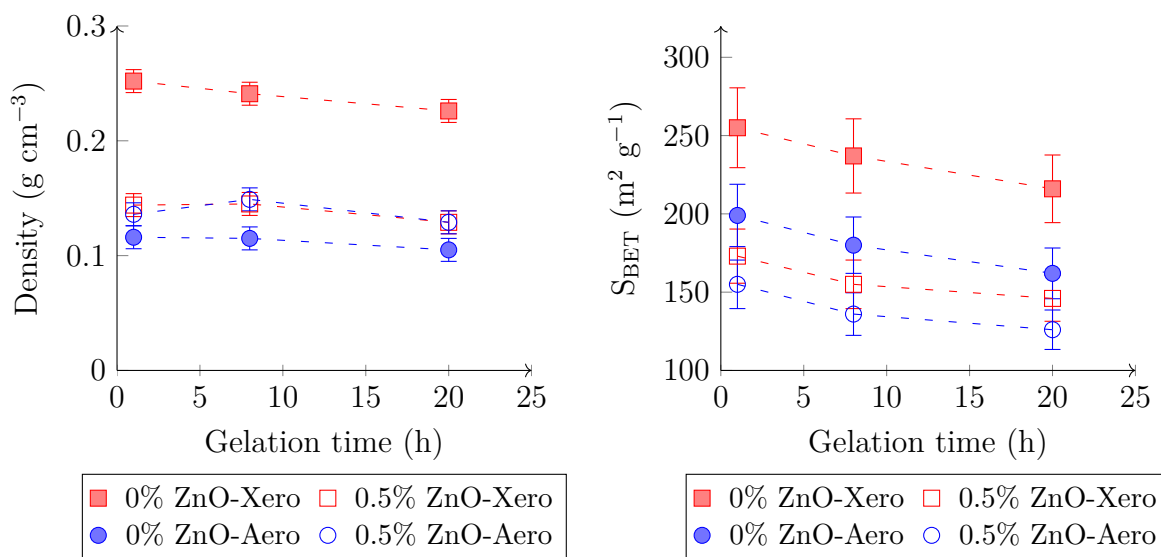 0.3
0.2
0.1
0
Density (g cm⁻³)
0 5 10 15 20 25
Gelation time (h)
0% ZnO-Xero 0.5% ZnO-Xero
0% ZnO-Aero 0.5% ZnO-Aero
300
250
200
150
100
S_BET (m² g⁻¹)
0 5 10 15 20 25
Gelation time (h)
0% ZnO-Xero 0.5% ZnO-Xero
0% ZnO-Aero 0.5% ZnO-Aero